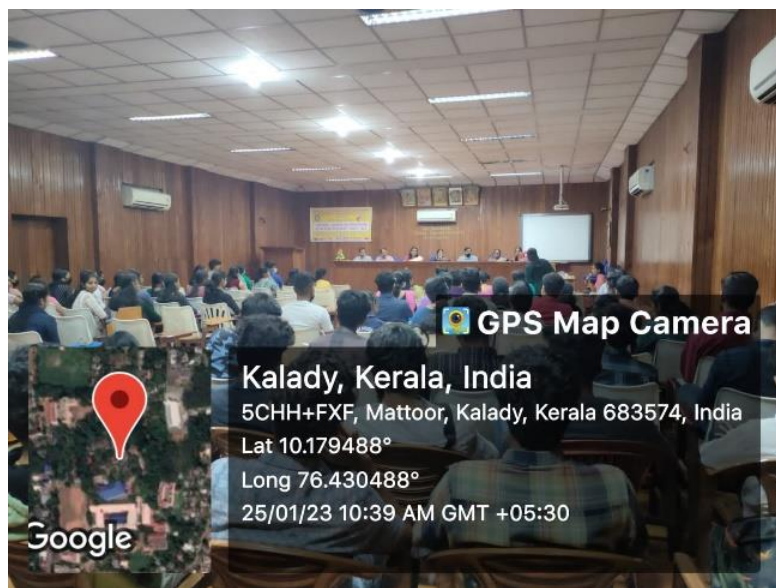 GPS Map Camera
Kalady, Kerala, India
5CHH+FXF, Mattoor, Kalady, Kerala 683574, India
Lat 10.179488°
Long 76.430488°
25/01/23 10:39 AM GMT +05:30
Google